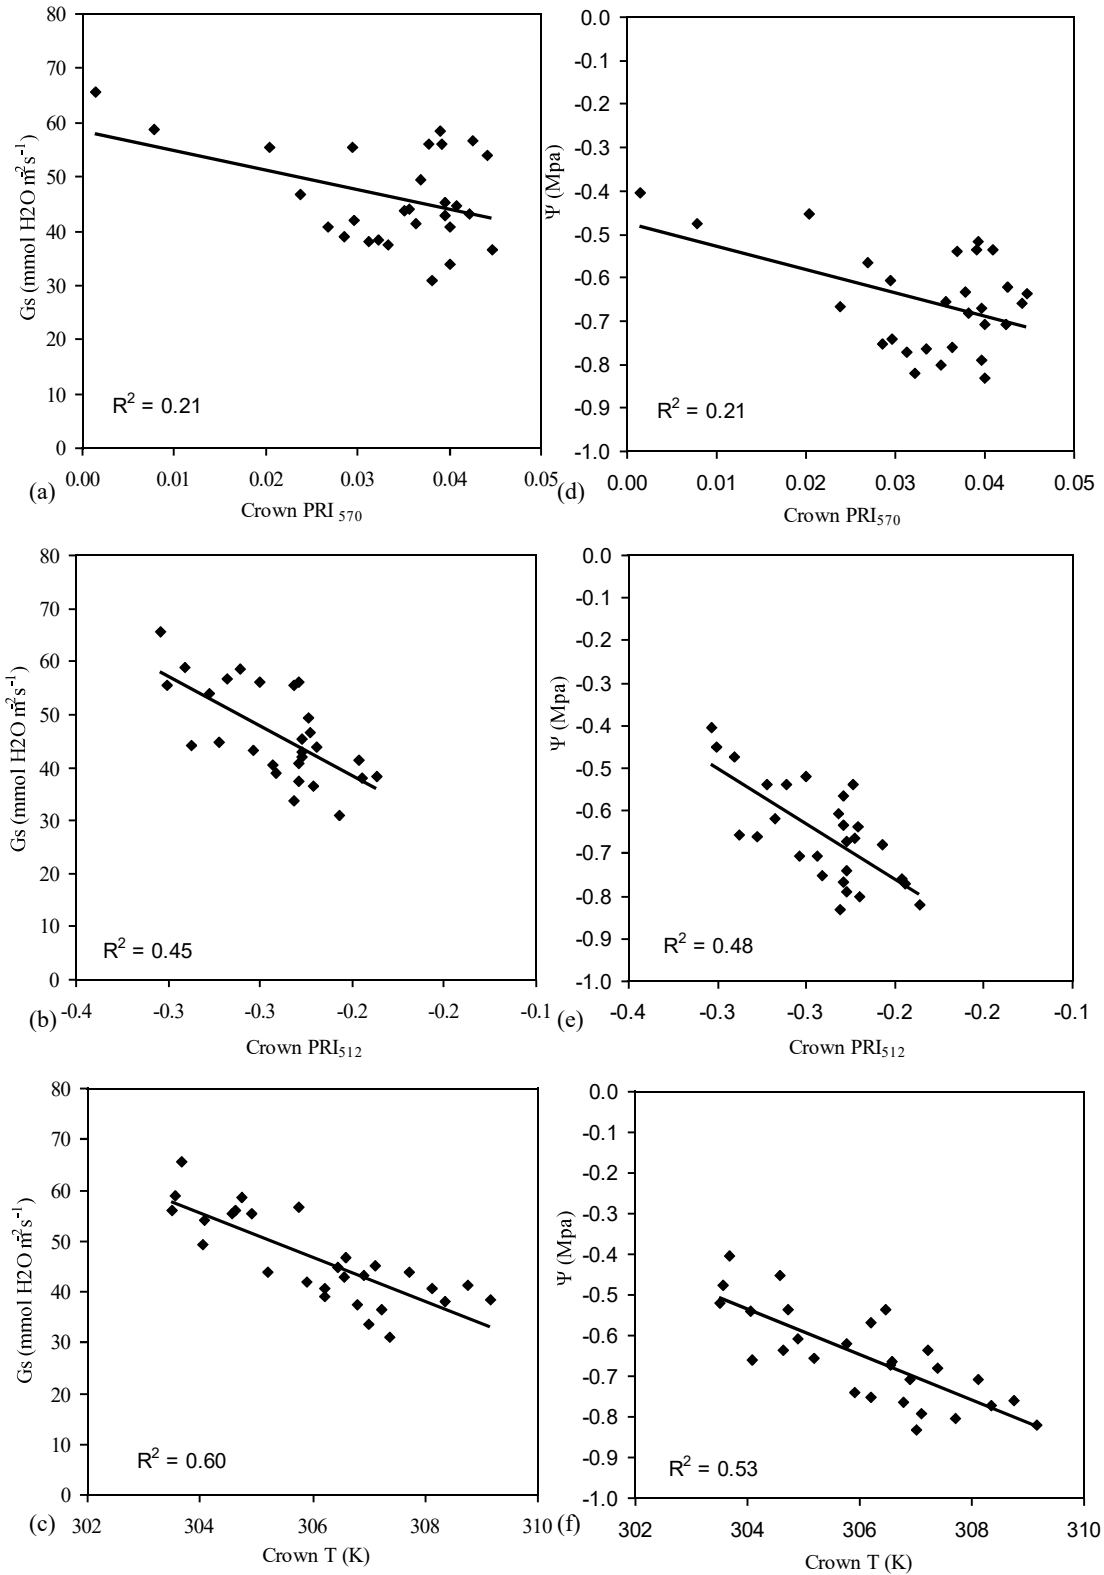 80
70
60
50
40
30
20
10
0
Gs (mmol H2O m-2s-1)
R2 = 0.21
0.00 0.01 0.02 0.03 0.04 0.05
(a)
Crown PRI 570
0.0
-0.1
-0.2
-0.3
-0.4
-0.5
-0.6
-0.7
-0.8
-0.9
-1.0
Ψ (Mpa)
R2 = 0.21
0.00 0.01 0.02 0.03 0.04 0.05
(d)
Crown PRI570
80
70
60
50
40
30
20
10
0
Gs (mmol H2O m-2s-1)
R2 = 0.45
(b) -0.4 -0.3 -0.3 -0.2 -0.2 -0.1
Crown PRI512
0.0
-0.1
-0.2
-0.3
-0.4
-0.5
-0.6
-0.7
-0.8
-0.9
-1.0
Ψ (Mpa)
R2 = 0.48
(e) -0.4 -0.3 -0.3 -0.2 -0.2 -0.1
Crown PRI512
80
70
60
50
40
30
20
10
0
Gs (mmol H2O m-2s-1)
R2 = 0.60
302 304 306 308 310
(c)
Crown T (K)
0.0
-0.1
-0.2
-0.3
-0.4
-0.5
-0.6
-0.7
-0.8
-0.9
-1.0
Ψ (Mpa)
R2 = 0.53
302 304 306 308 310
(f)
Crown T (K)